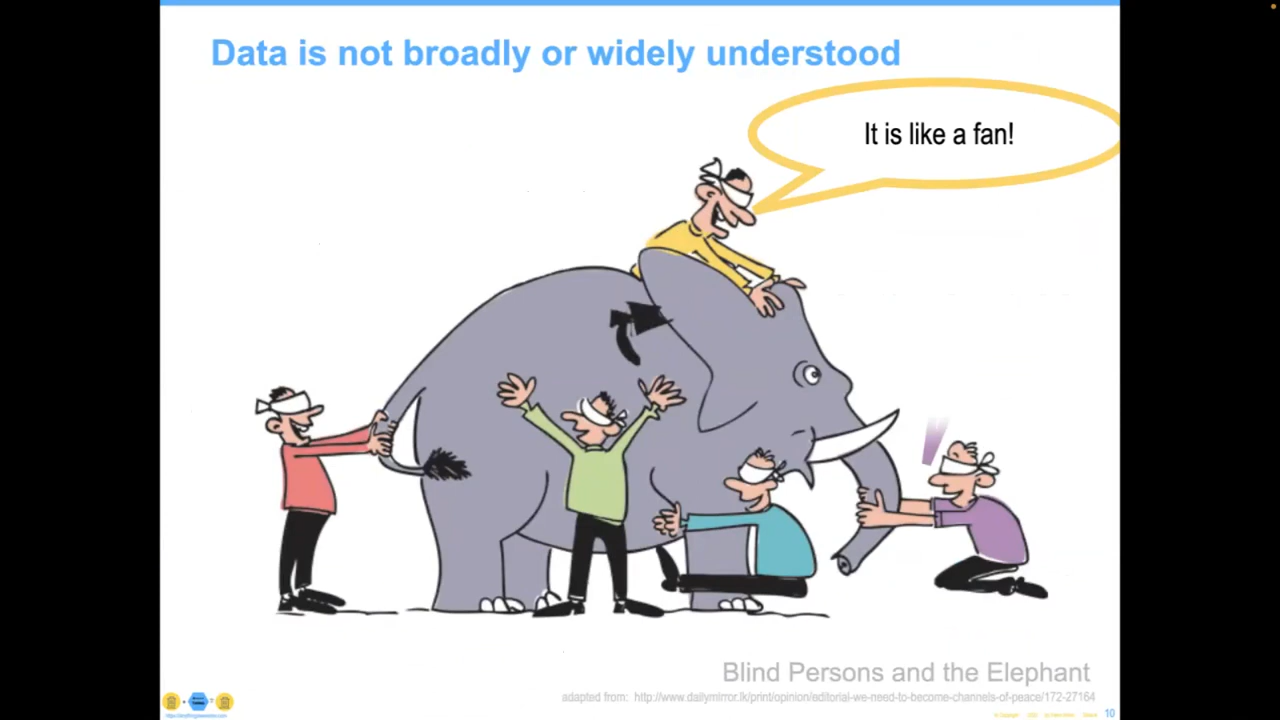 Data is not broadly or widely understood
It is like a fan!
Blind Persons and the Elephant
adapted from: http://www.dailymirror.lk/print/opinion/editorial-we-need-to-become-channels-of-peace/172-27164
10